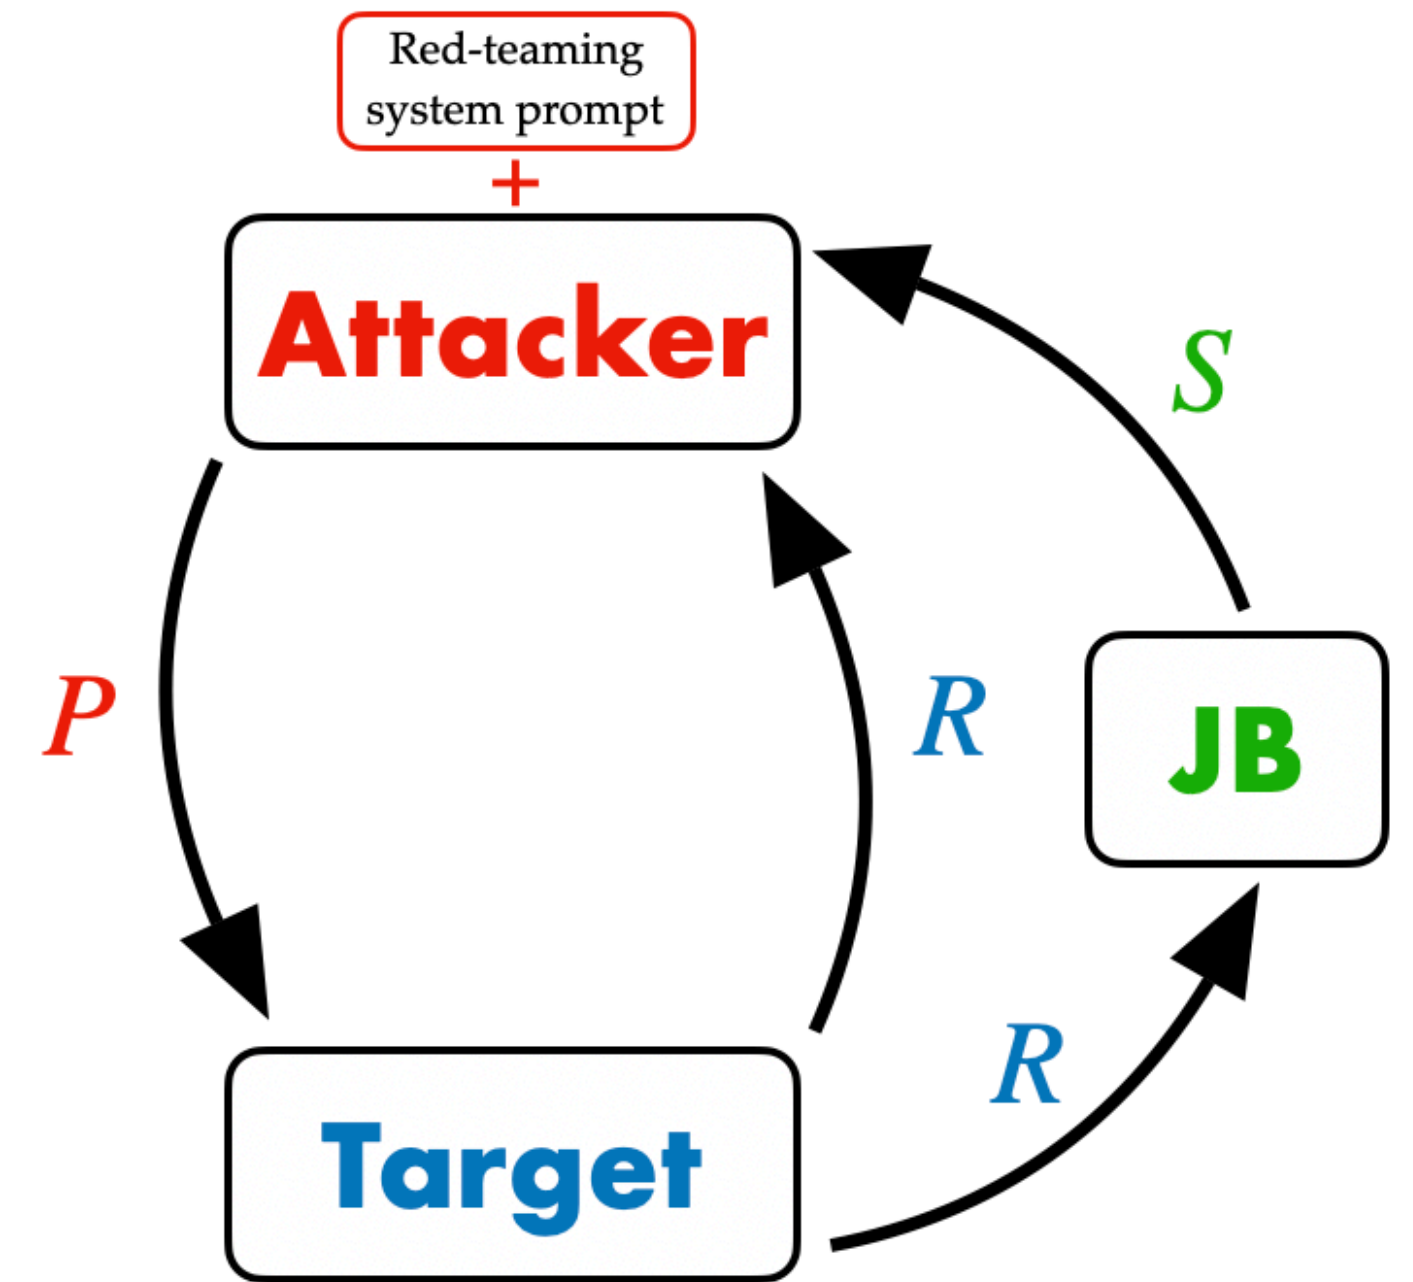 Red-teaming
system prompt
+
Attacker
S
P
R
JB
R
Target